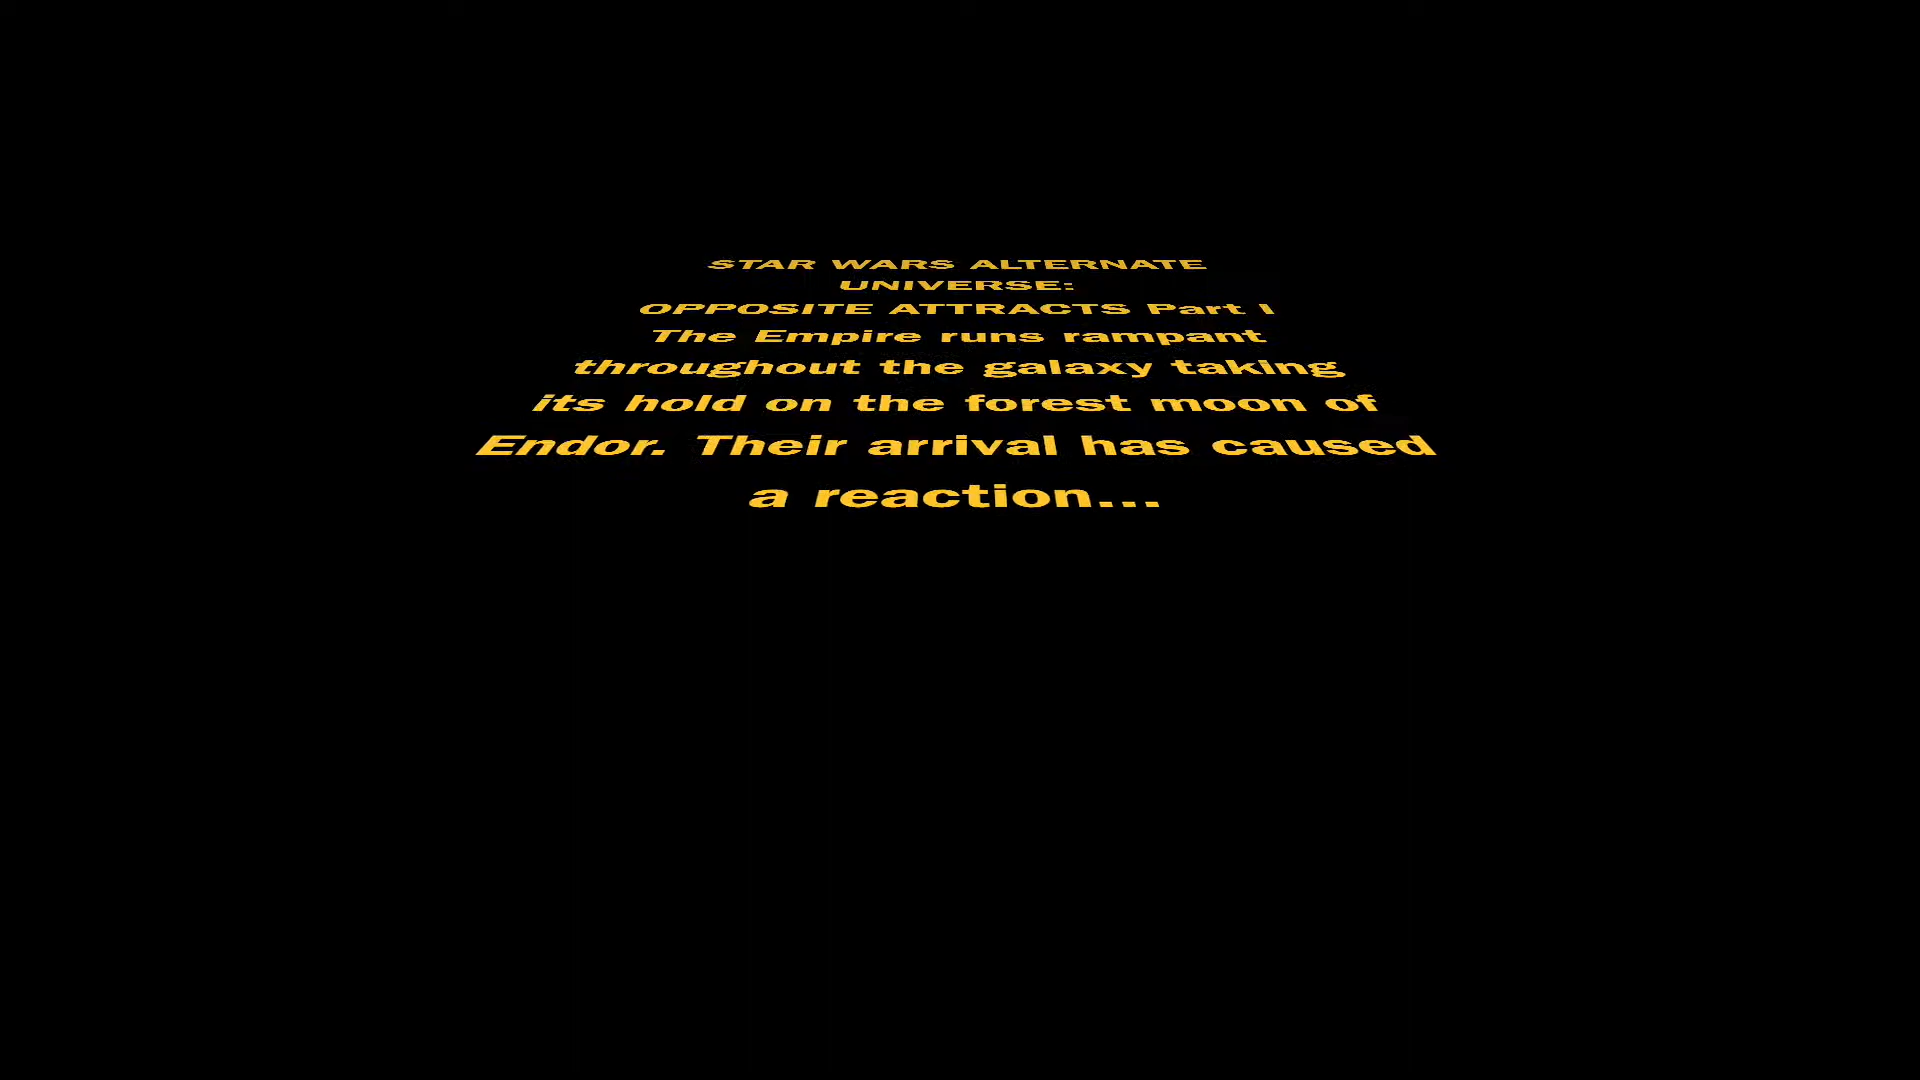 STAR WARS ALTERNATE
UNIVERSE:
OPPOSITE ATTRACTS Part I
The Empire runs rampant
throughout the galaxy taking
its hold on the forest moon of
Endor. Their arrival has caused
a reaction...